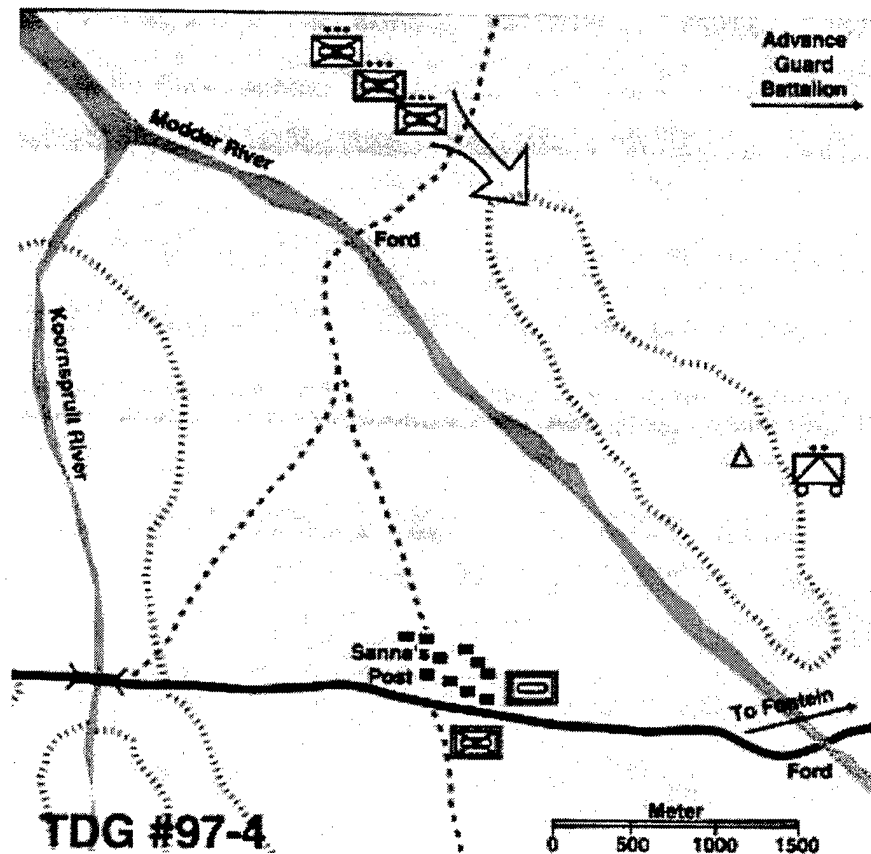 Advance
Guard
Battalion
Modder River
Ford
Koornspruit River
Sanna's
Post
To Fostein
Ford
TDG #97-4
Meter
0 500 1000 1500